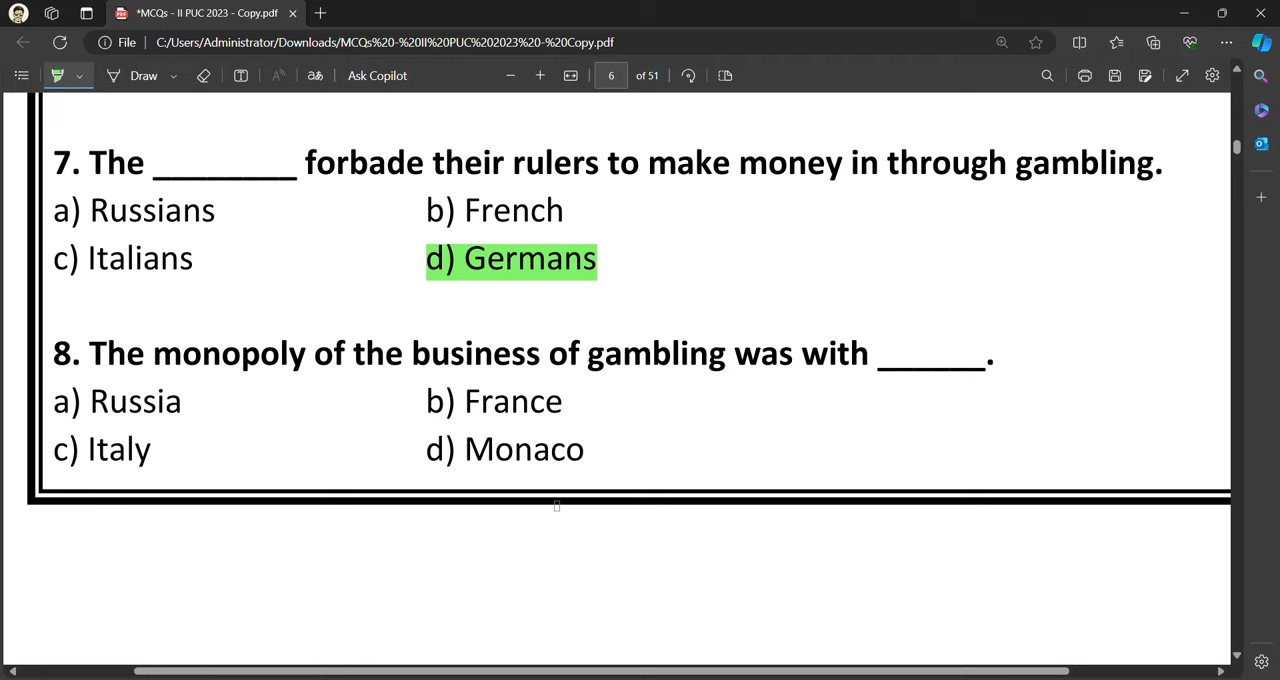 *MCQs - II PUC 2023 - Copy.pdf
File
C:/Users/Administrator/Downloads/MCQs%20-%20II%20PUC%202023%20-%20Copy.pdf
Draw
Ask Copilot
6 of 51
7. The ________ forbade their rulers to make money in through gambling.
a) Russians b) French
c) Italians d) Germans
8. The monopoly of the business of gambling was with ______.
a) Russia b) France
c) Italy d) Monaco